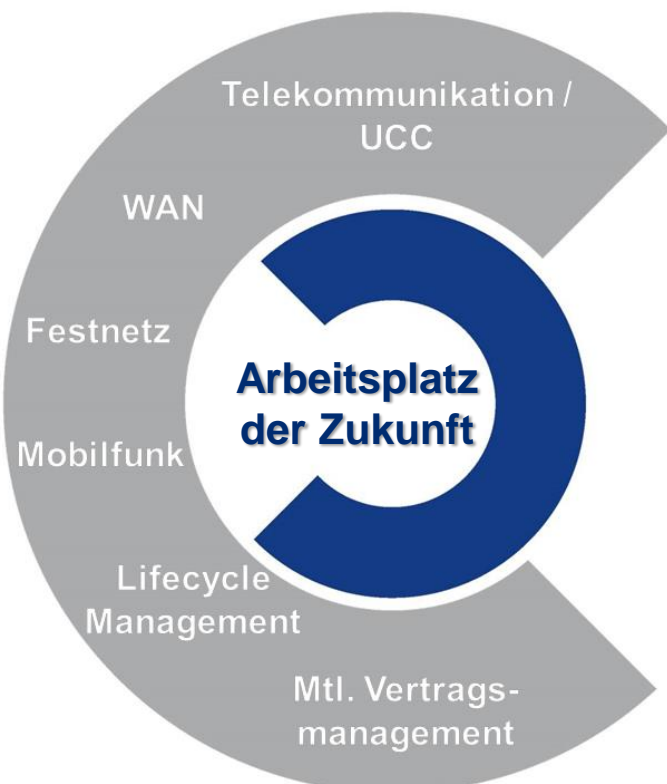 Telekommunikation /
UCC
WAN
Festnetz
Arbeitsplatz
der Zukunft
Mobilfunk
Lifecycle
Management
Mtl. Vertrags-
management